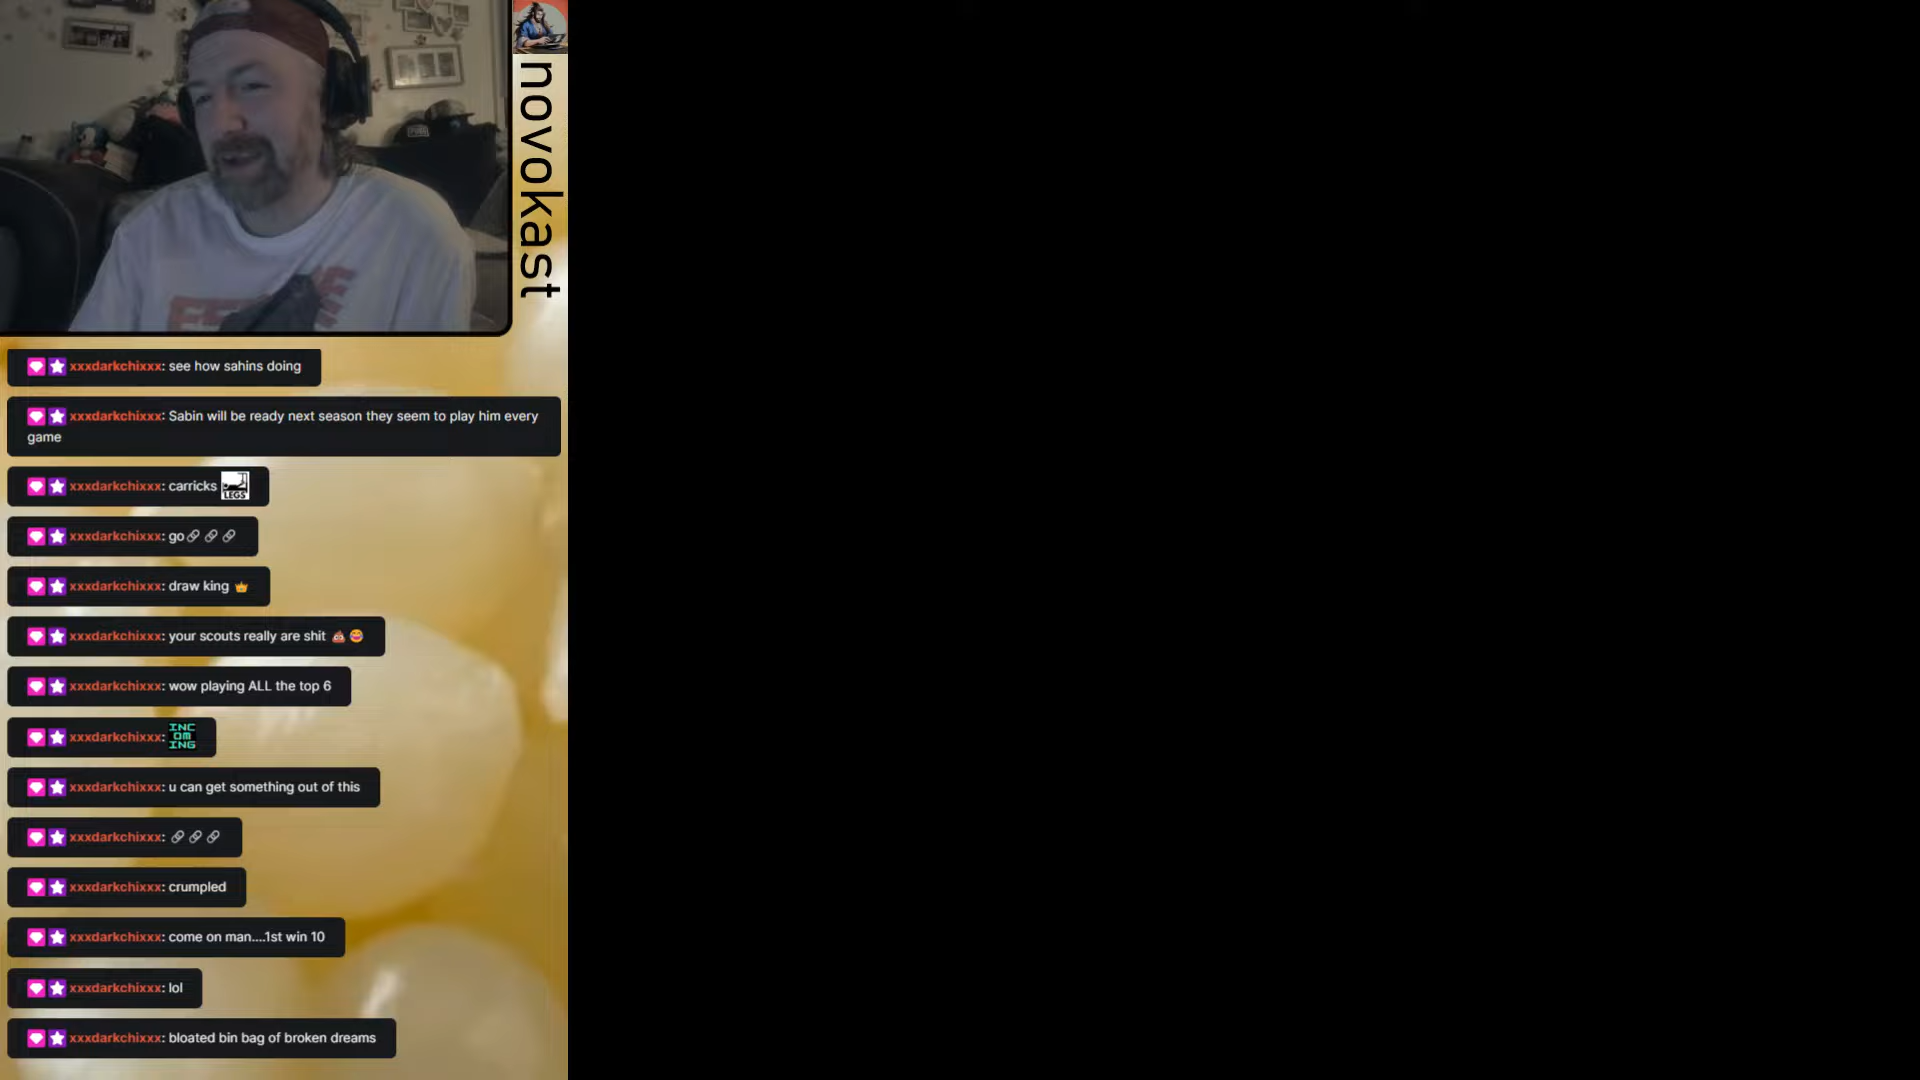 novokast
xxxdarkchixxx: see how sahins doing
xxxdarkchixxx: Sabin will be ready next season they seem to play him every
game
xxxdarkchixxx: carricks LEGS
xxxdarkchixxx: go🔗🔗🔗
xxxdarkchixxx: draw king 👑
xxxdarkchixxx: your scouts really are shit 💩😄
xxxdarkchixxx: wow playing ALL the top 6
xxxdarkchixxx: INC
OM
ING
xxxdarkchixxx: u can get something out of this
xxxdarkchixxx: 🔗🔗🔗
xxxdarkchixxx: crumpled
xxxdarkchixxx: come on man....1st win 10
xxxdarkchixxx: lol
xxxdarkchixxx: bloated bin bag of broken dreams